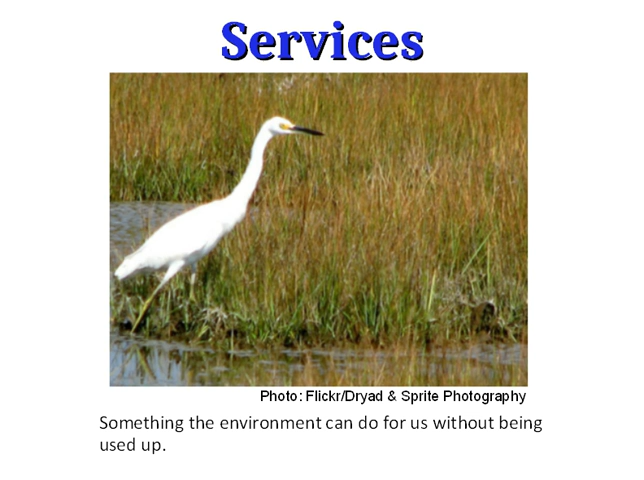 Services
Photo: Flickr/Dryad & Sprite Photography
Something the environment can do for us without being
used up.